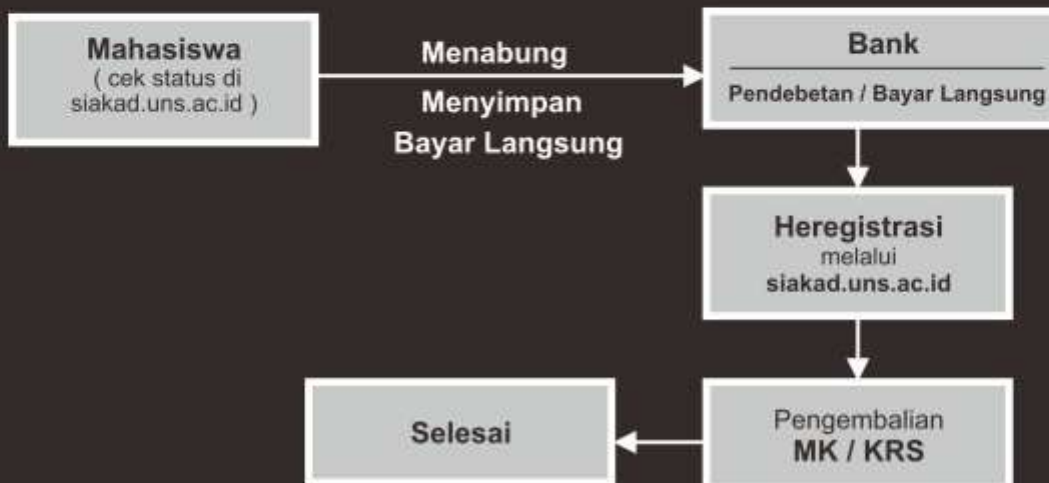 Mahasiswa
( cek status di
siakad.uns.ac.id )
Menabung
Menyimpan
Bayar Langsung
Bank
Pendebetan / Bayar Langsung
Heregistrasi
melalui
siakad.uns.ac.id
Pengembalian
MK / KRS
Selesai